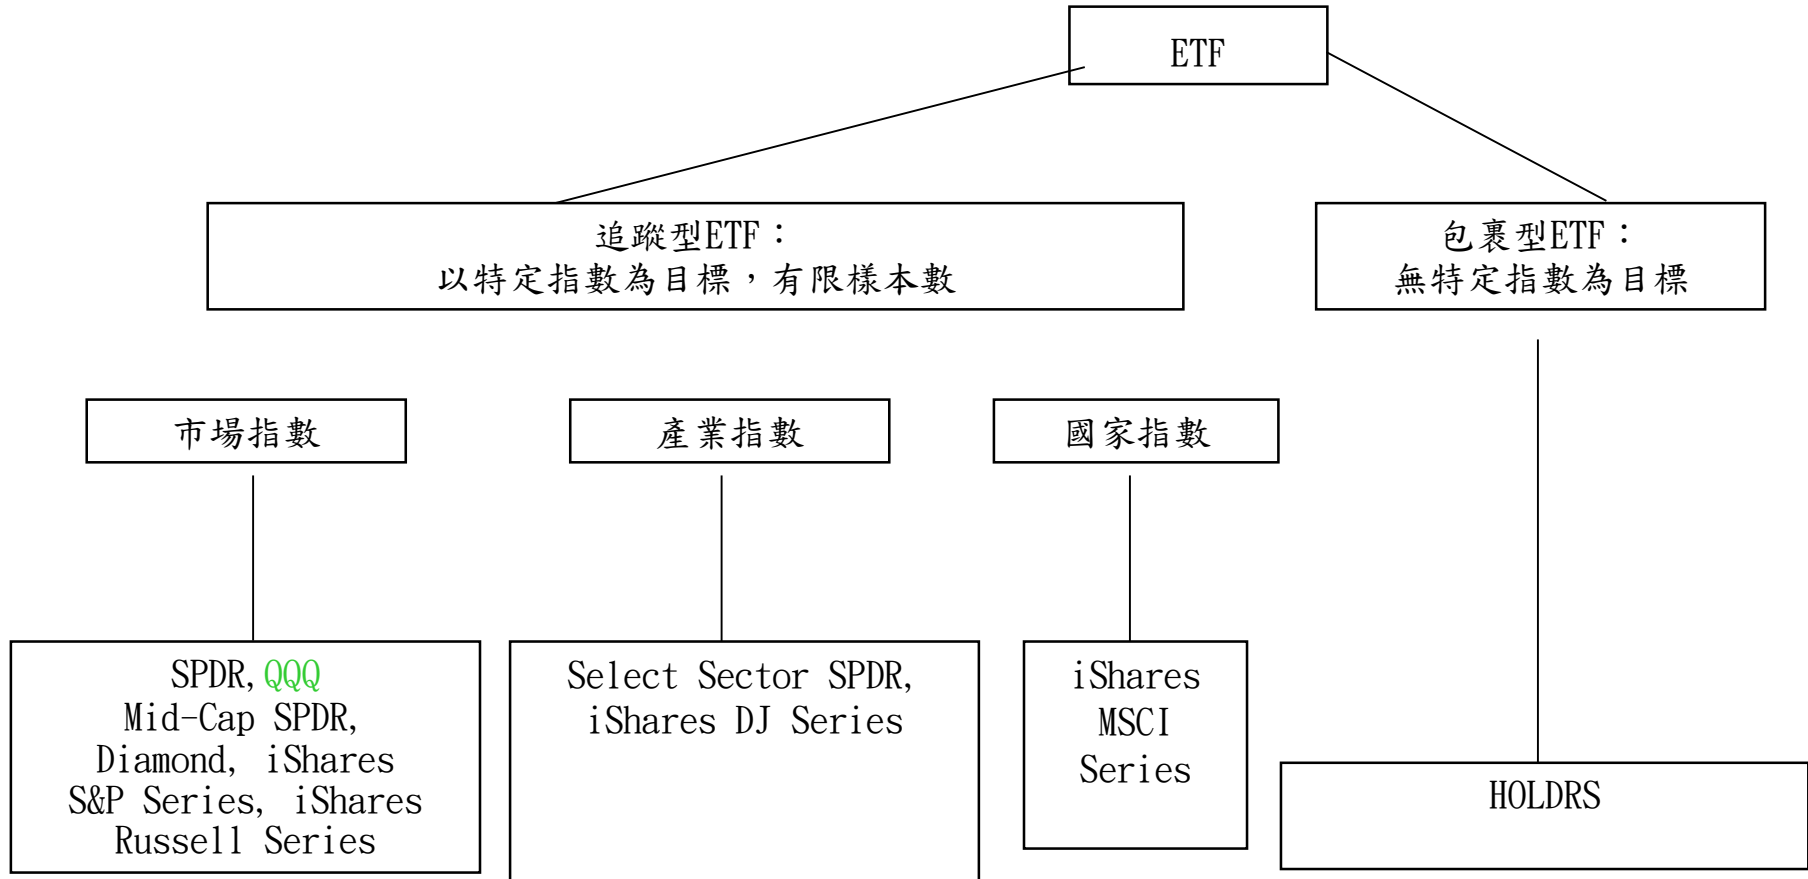 ETF
追蹤型ETF：
以特定指數為目標，有限樣本數
包裹型ETF：
無特定指數為目標
市場指數
產業指數
國家指數
SPDR, QQQ
Mid-Cap SPDR,
Diamond, iShares
S&P Series, iShares
Russell Series
Select Sector SPDR,
iShares DJ Series
iShares
MSCI
Series
HOLDRS